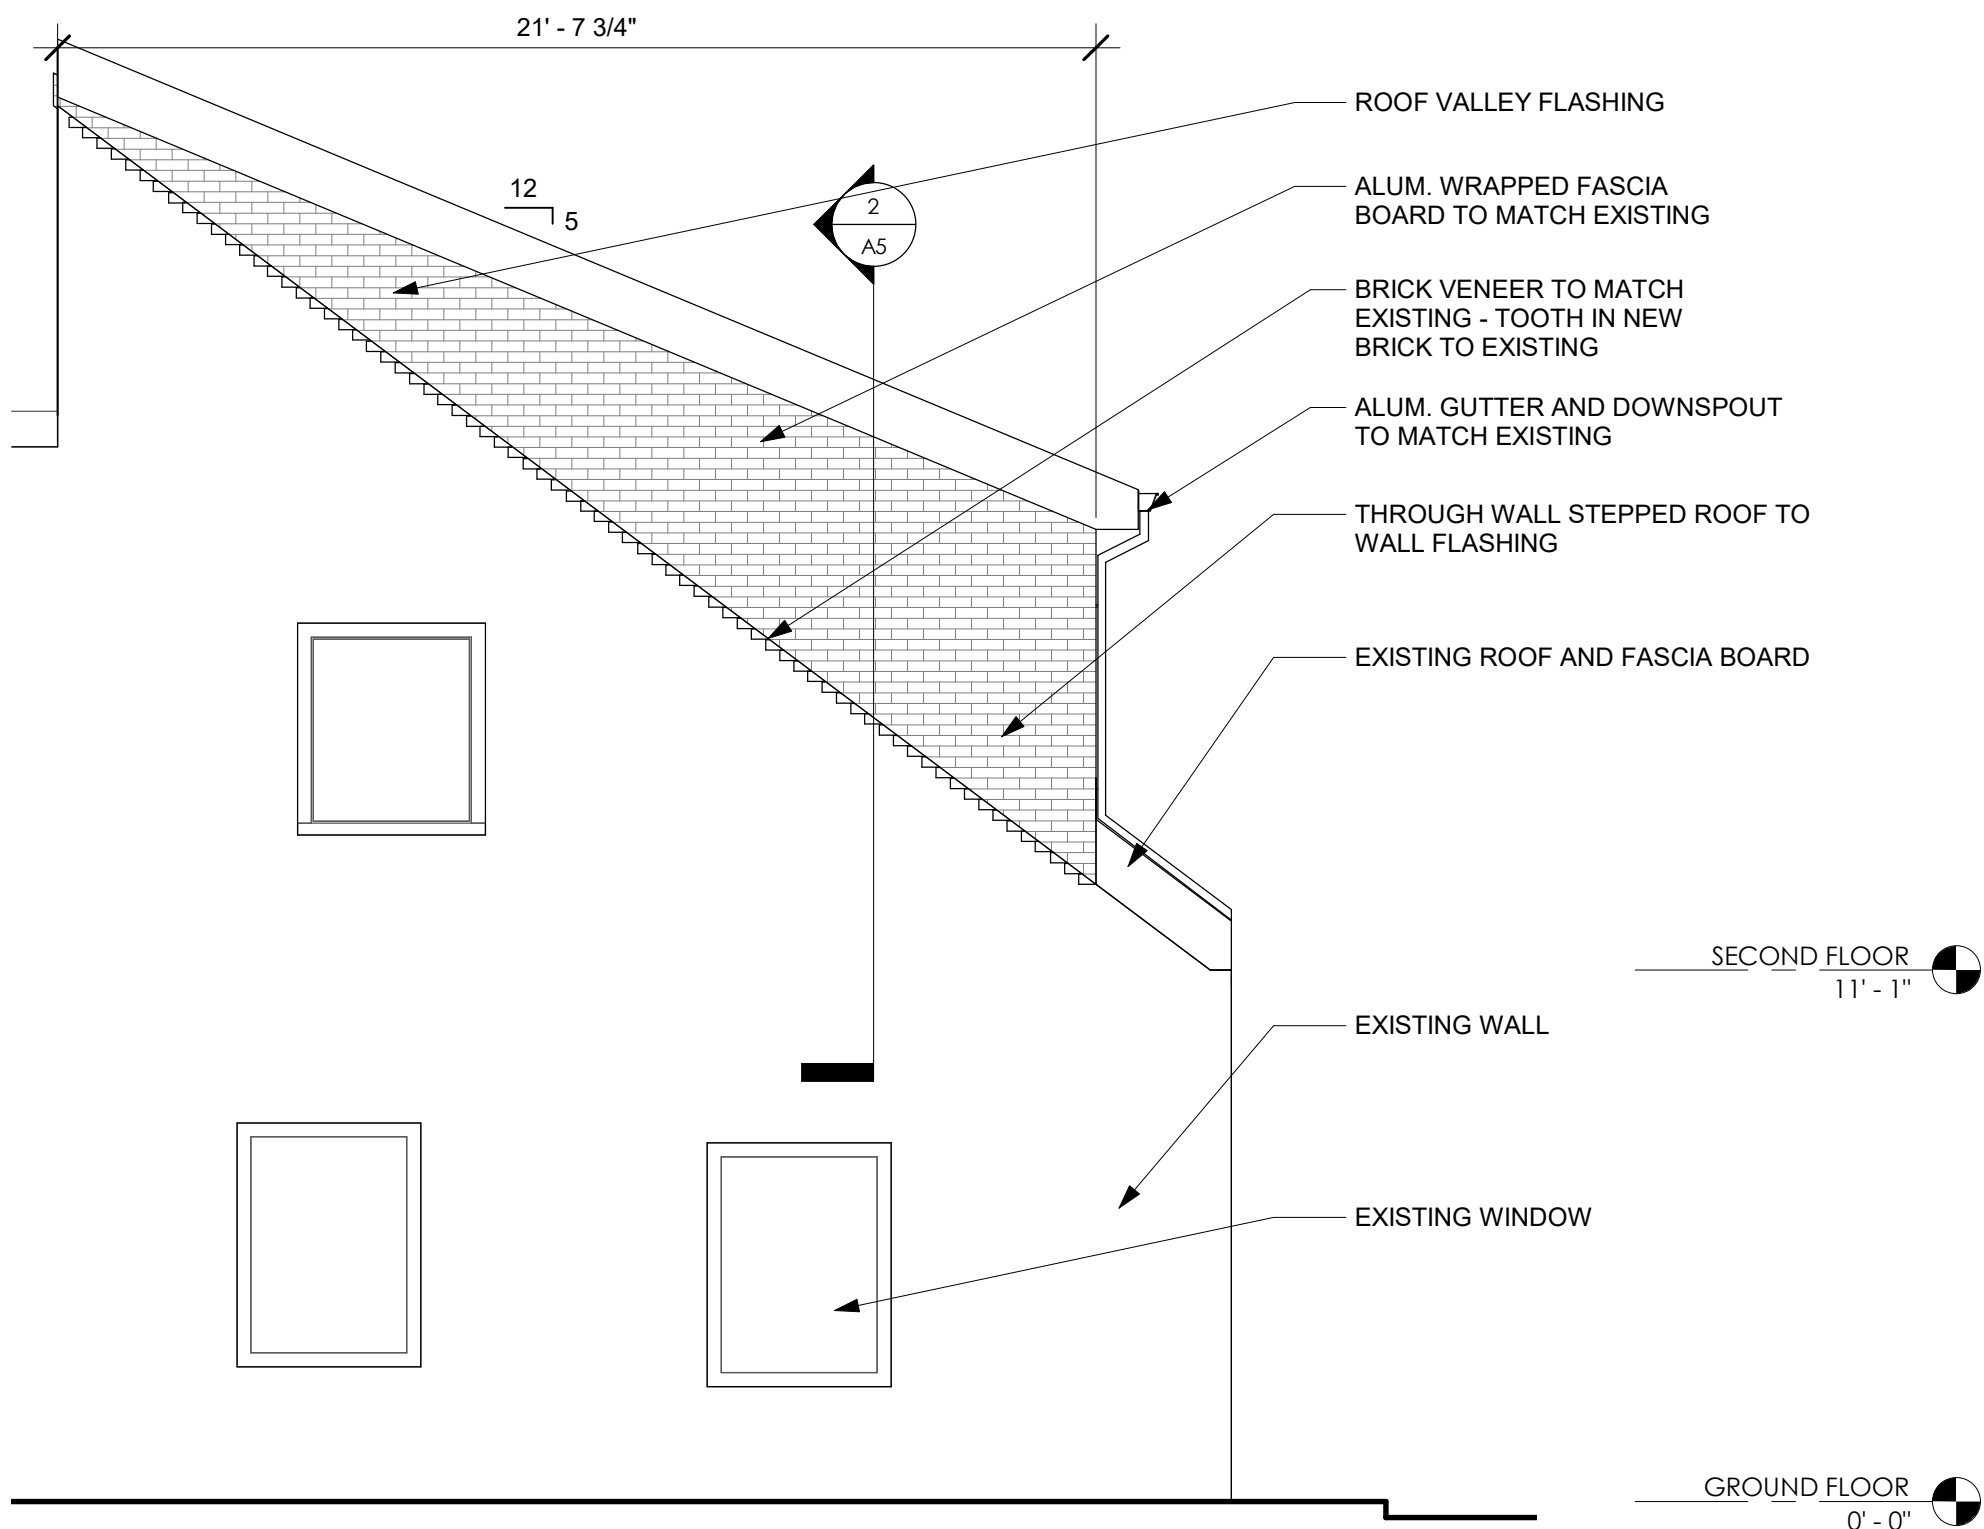 21' - 7 3/4"
ROOF VALLEY FLASHING
12
5
2
A5
ALUM. WRAPPED FASCIA
BOARD TO MATCH EXISTING
BRICK VENEER TO MATCH
EXISTING - TOOTH IN NEW
BRICK TO EXISTING
ALUM. GUTTER AND DOWNSPOUT
TO MATCH EXISTING
THROUGH WALL STEPPED ROOF TO
WALL FLASHING
EXISTING ROOF AND FASCIA BOARD
SECOND FLOOR
11' - 1"
EXISTING WALL
EXISTING WINDOW
GROUND FLOOR
0' - 0"